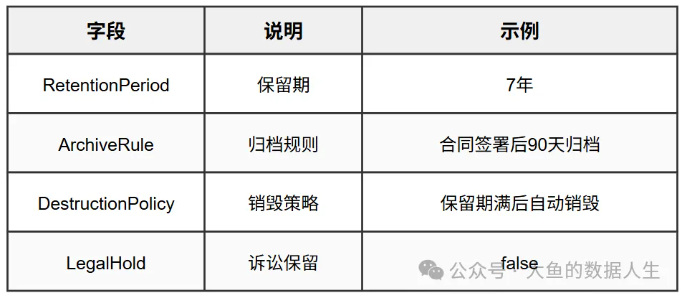 字段 说明 示例
RetentionPeriod 保留期 7年
ArchiveRule 归档规则 合同签署后90天归档
DestructionPolicy 销毁策略 保留期满后自动销毁
LegalHold 诉讼保留 false
公众号 · 大鱼的数据人生